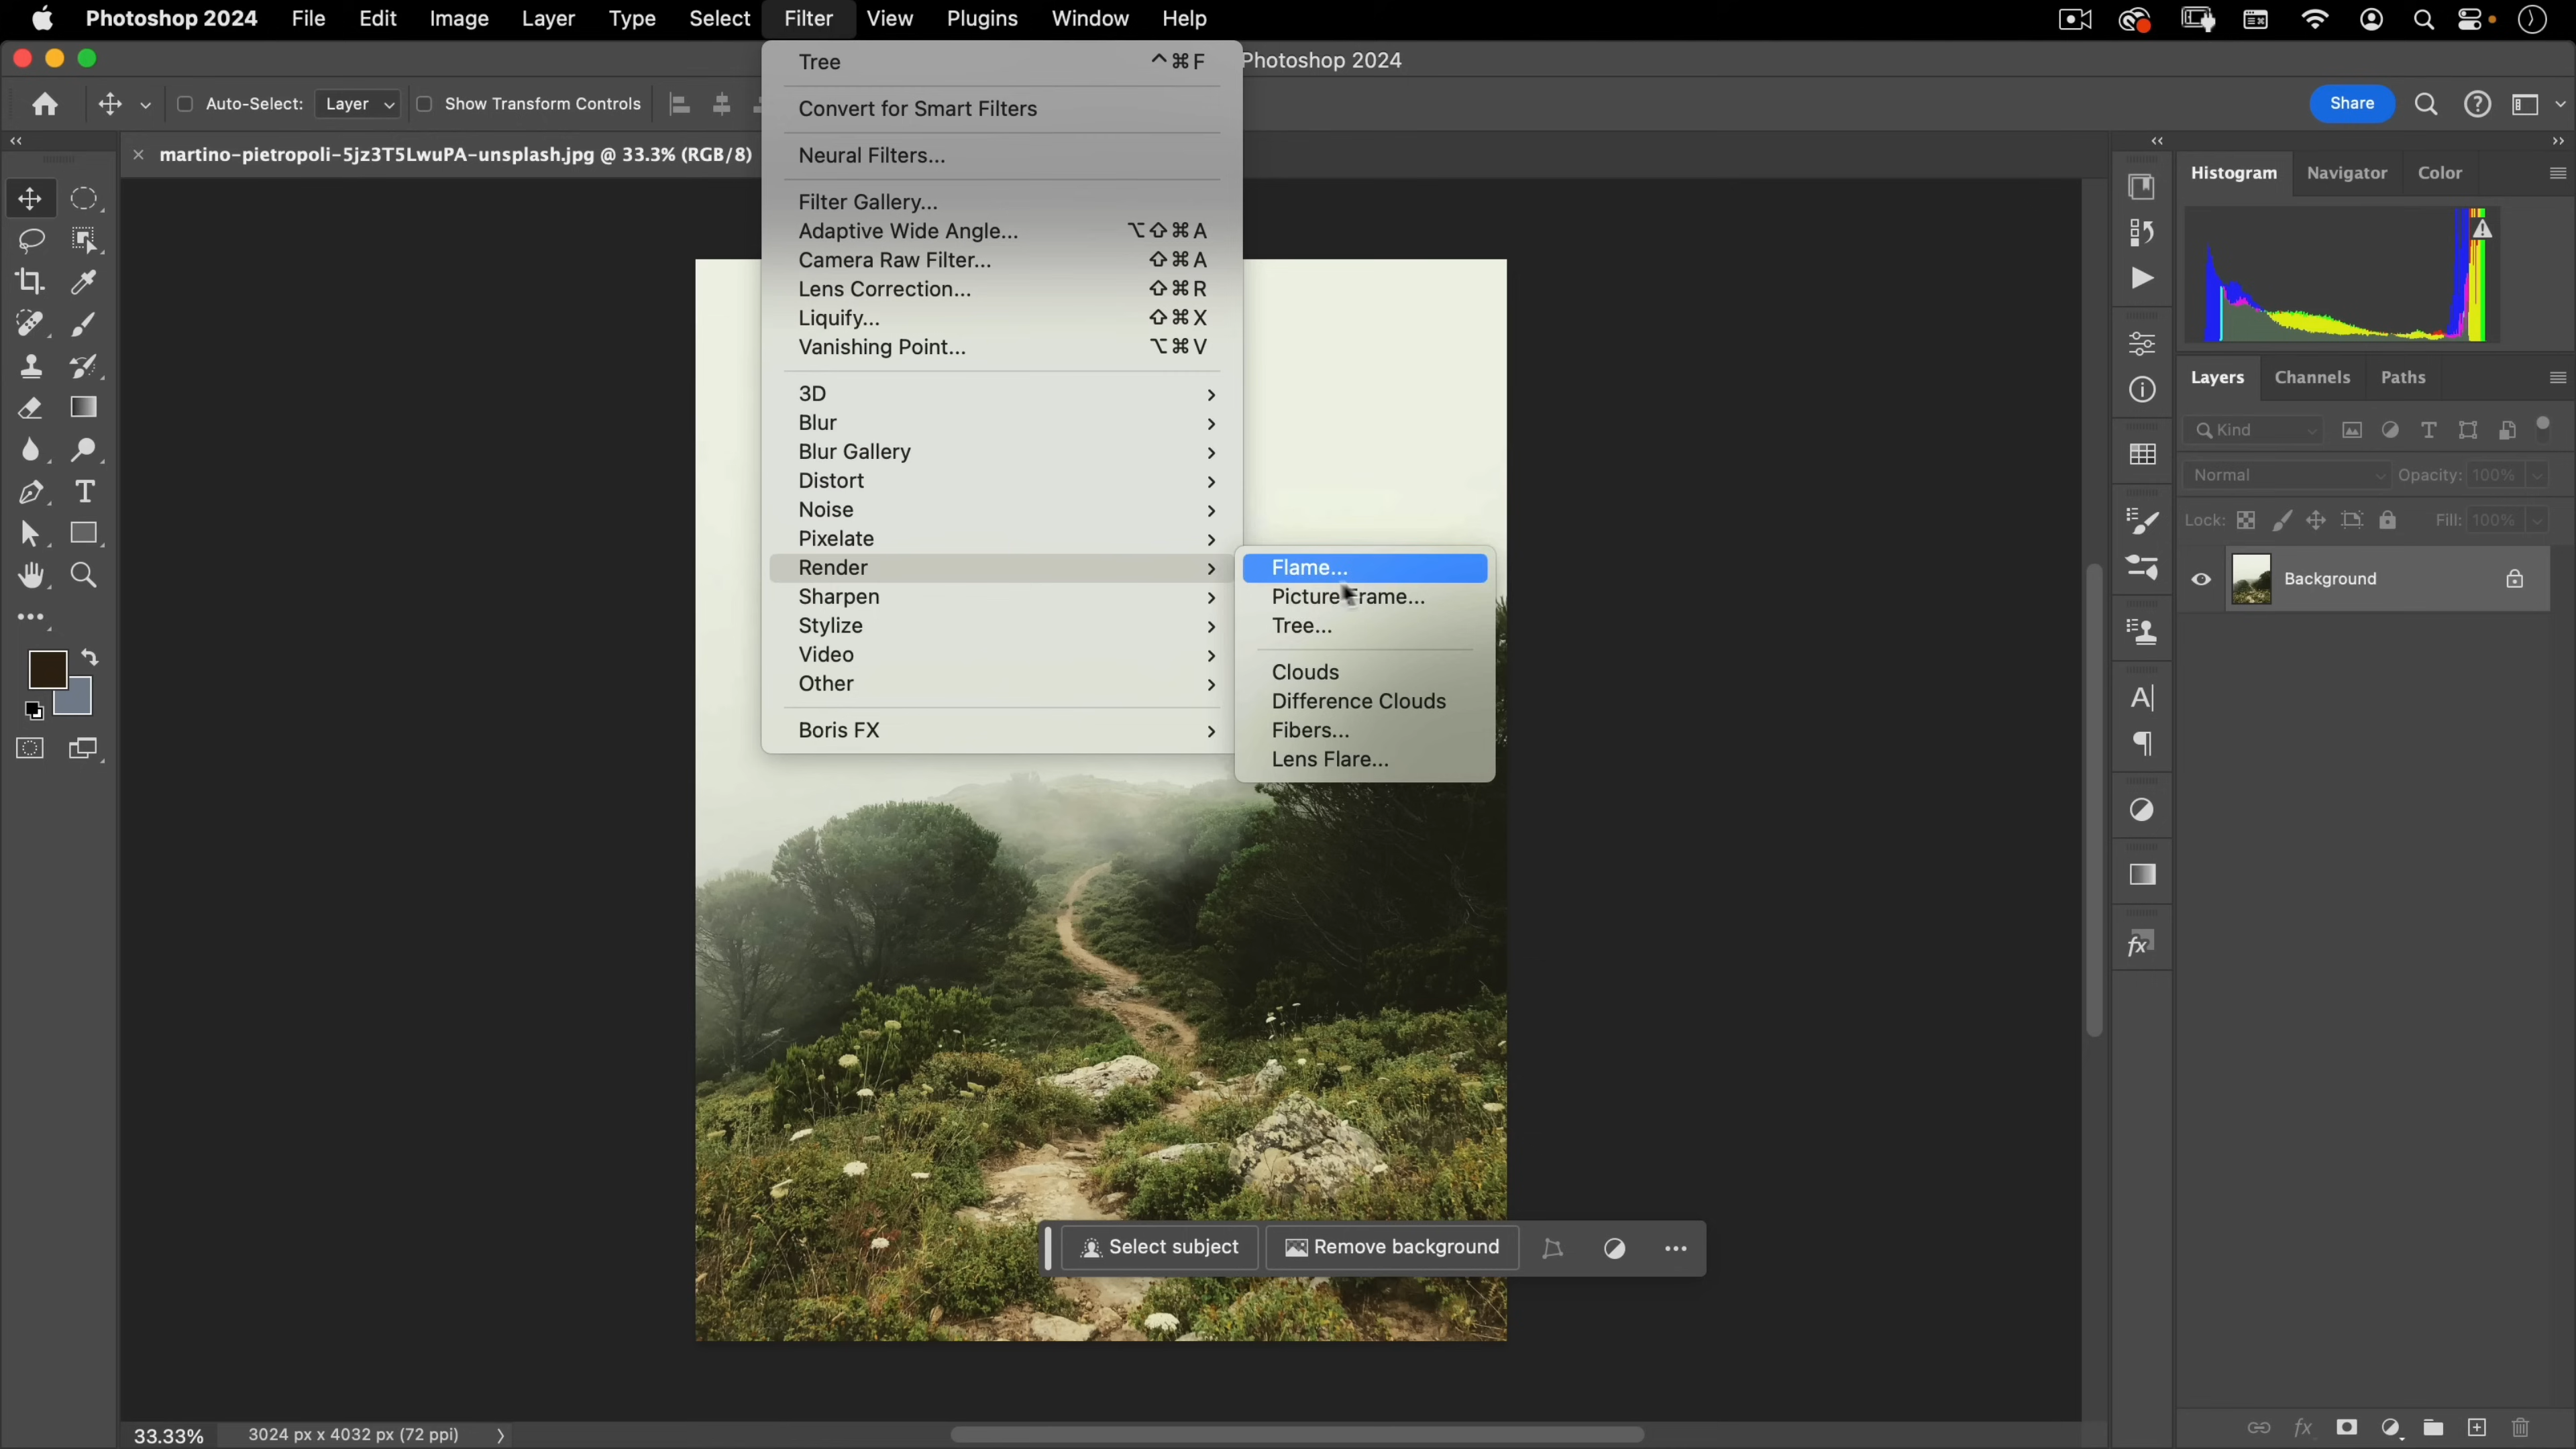 Photoshop 2024 File Edit Image Layer Type Select Filter View Plugins Window Help
Photoshop 2024
Auto-Select: Layer Show Transform Controls
Share
martino-pietropoli-5jz3T5LwuPA-unsplash.jpg @ 33.3% (RGB/8)
Tree ^⌘F
Convert for Smart Filters
Neural Filters...
Filter Gallery...
Adaptive Wide Angle... ⌥⇧⌘A
Camera Raw Filter... ⇧⌘A
Lens Correction... ⇧⌘R
Liquify... ⇧⌘X
Vanishing Point... ⌥⌘V
3D
Blur
Blur Gallery
Distort
Noise
Pixelate
Render
Sharpen
Stylize
Video
Other
Boris FX
Flame...
Picture Frame...
Tree...
Clouds
Difference Clouds
Fibers...
Lens Flare...
Histogram Navigator Color
Layers Channels Paths
Kind
Normal Opacity: 100%
Lock: Fill: 100%
Background
Select subject Remove background
33.33% 3024 px x 4032 px (72 ppi)